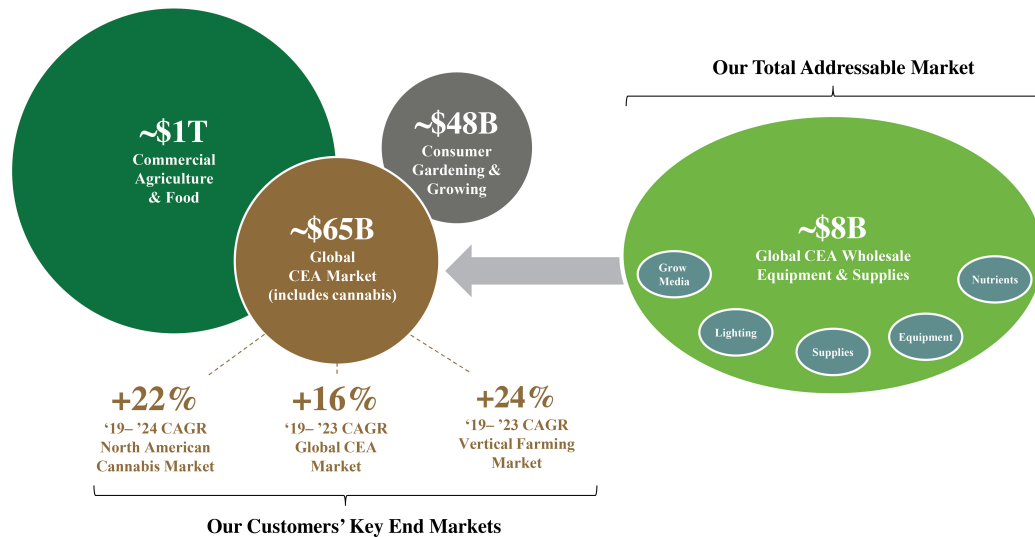 Our Total Addressable Market
~$1T
Commercial
Agriculture
& Food
~$48B
Consumer
Gardening &
Growing
~$65B
Global
CEA Market
(includes cannabis)
~$8B
Global CEA Wholesale
Equipment & Supplies
Grow
Media
Lighting
Supplies
Equipment
Nutrients
+22%
‘19– ’24 CAGR
North American
Cannabis Market
+16%
‘19– ’23 CAGR
Global CEA
Market
+24%
‘19– ’23 CAGR
Vertical Farming
Market
Our Customers’ Key End Markets